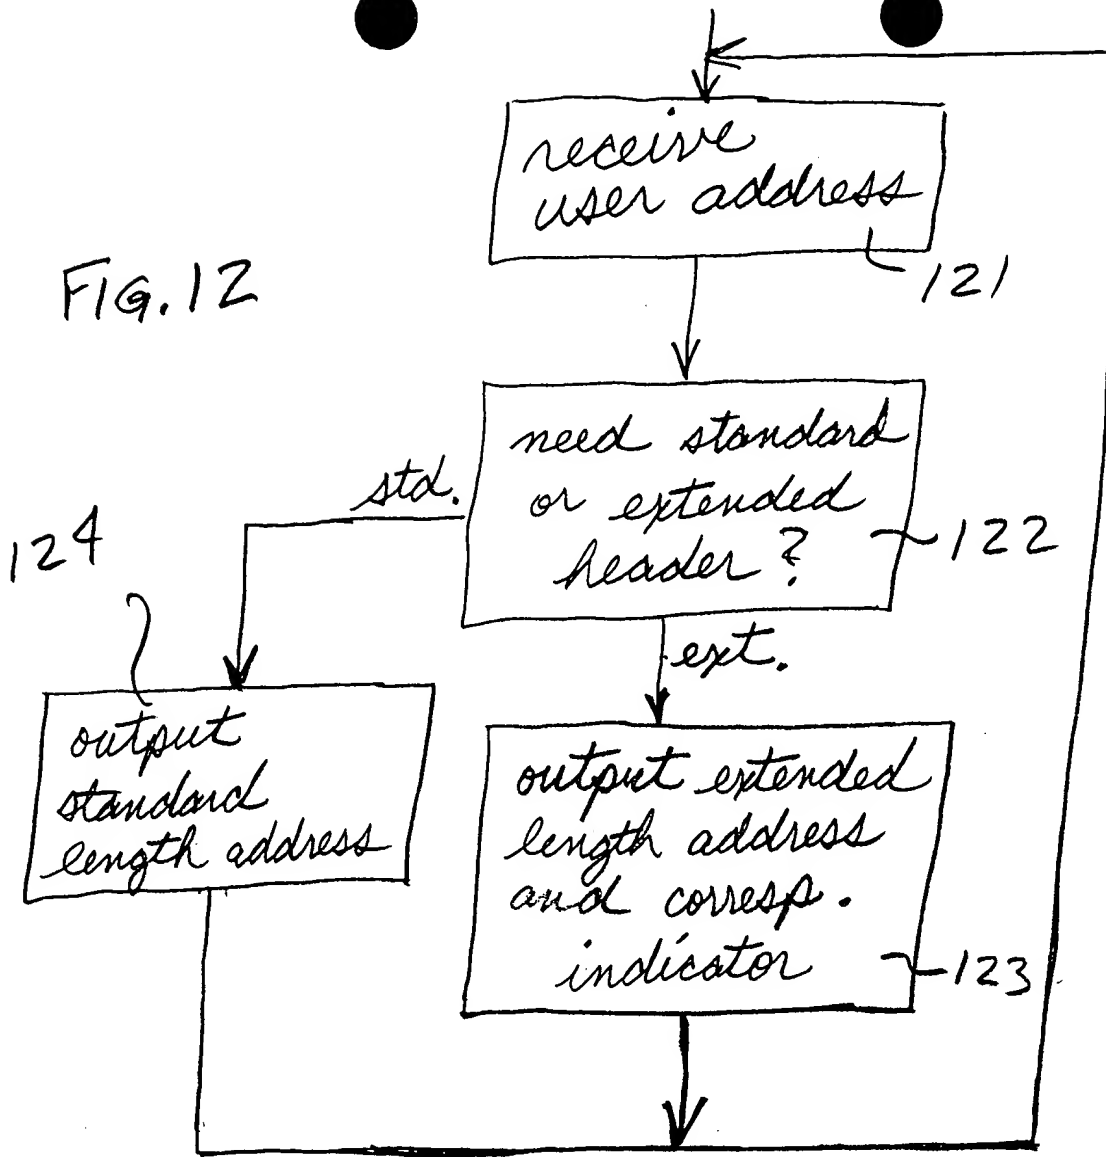 receive
user address
121
FIG. 12
need standard
or extended
header?
122
std.
124
ext.
output
standard
length address
output extended
length address
and corresp.
indicator
123